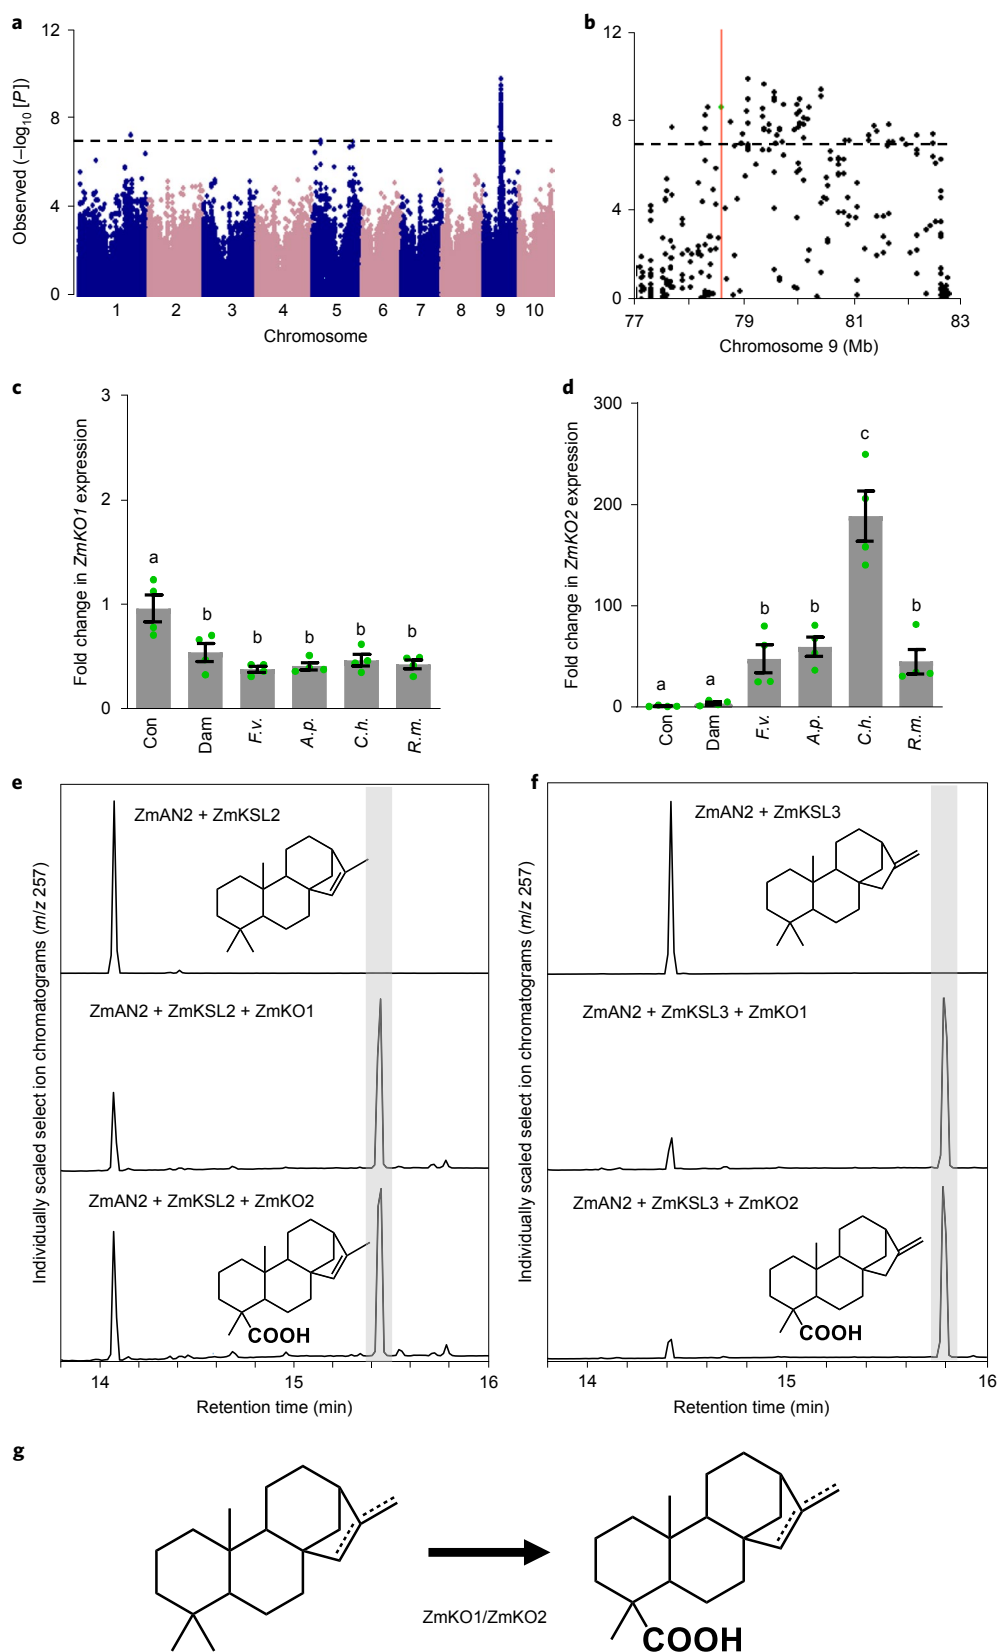 a
12
8
4
0
Observed (–log10 [P])
1 2 3 4 5 6 7 8 9 10
Chromosome
b
12
8
4
0
77 79 81 83
Chromosome 9 (Mb)
c
3
2
1
0
Fold change in ZmKO1 expression
a
b
b
b
b
b
Con
Dam
F.v.
A.p.
C.h.
R.m.
d
300
200
100
0
Fold change in ZmKO2 expression
a
a
b
b
c
b
Con
Dam
F.v.
A.p.
C.h.
R.m.
e
Individually scaled select ion chromatograms (m/z 257)
ZmAN2 + ZmKSL2
ZmAN2 + ZmKSL2 + ZmKO1
ZmAN2 + ZmKSL2 + ZmKO2
COOH
14 15 16
Retention time (min)
f
Individually scaled select ion chromatograms (m/z 257)
ZmAN2 + ZmKSL3
ZmAN2 + ZmKSL3 + ZmKO1
ZmAN2 + ZmKSL3 + ZmKO2
COOH
14 15 16
Retention time (min)
g
ZmKO1/ZmKO2
COOH